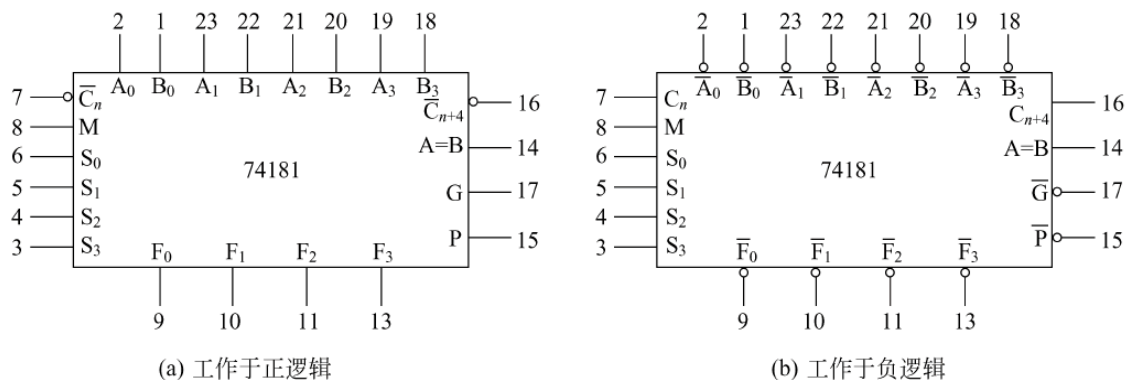 2 1 23 22 21 20 19 18
A₀ B₀ A₁ B₁ A₂ B₂ A₃ B₃
7 C̅ₙ C̅ₙ₊₄ 16
8 M
A=B 14
6 S₀
74181
5 S₁
G 17
4 S₂
P 15
3 S₃
F₀ F₁ F₂ F₃
9 10 11 13
(a) 工作于正逻辑
2 1 23 22 21 20 19 18
A̅₀ B̅₀ A̅₁ B̅₁ A̅₂ B̅₂ A̅₃ B̅₃
7 Cₙ Cₙ₊₄ 16
8 M
A=B 14
6 S₀
74181
5 S₁
G̅ 17
4 S₂
P̅ 15
3 S₃
F̅₀ F̅₁ F̅₂ F̅₃
9 10 11 13
(b) 工作于负逻辑